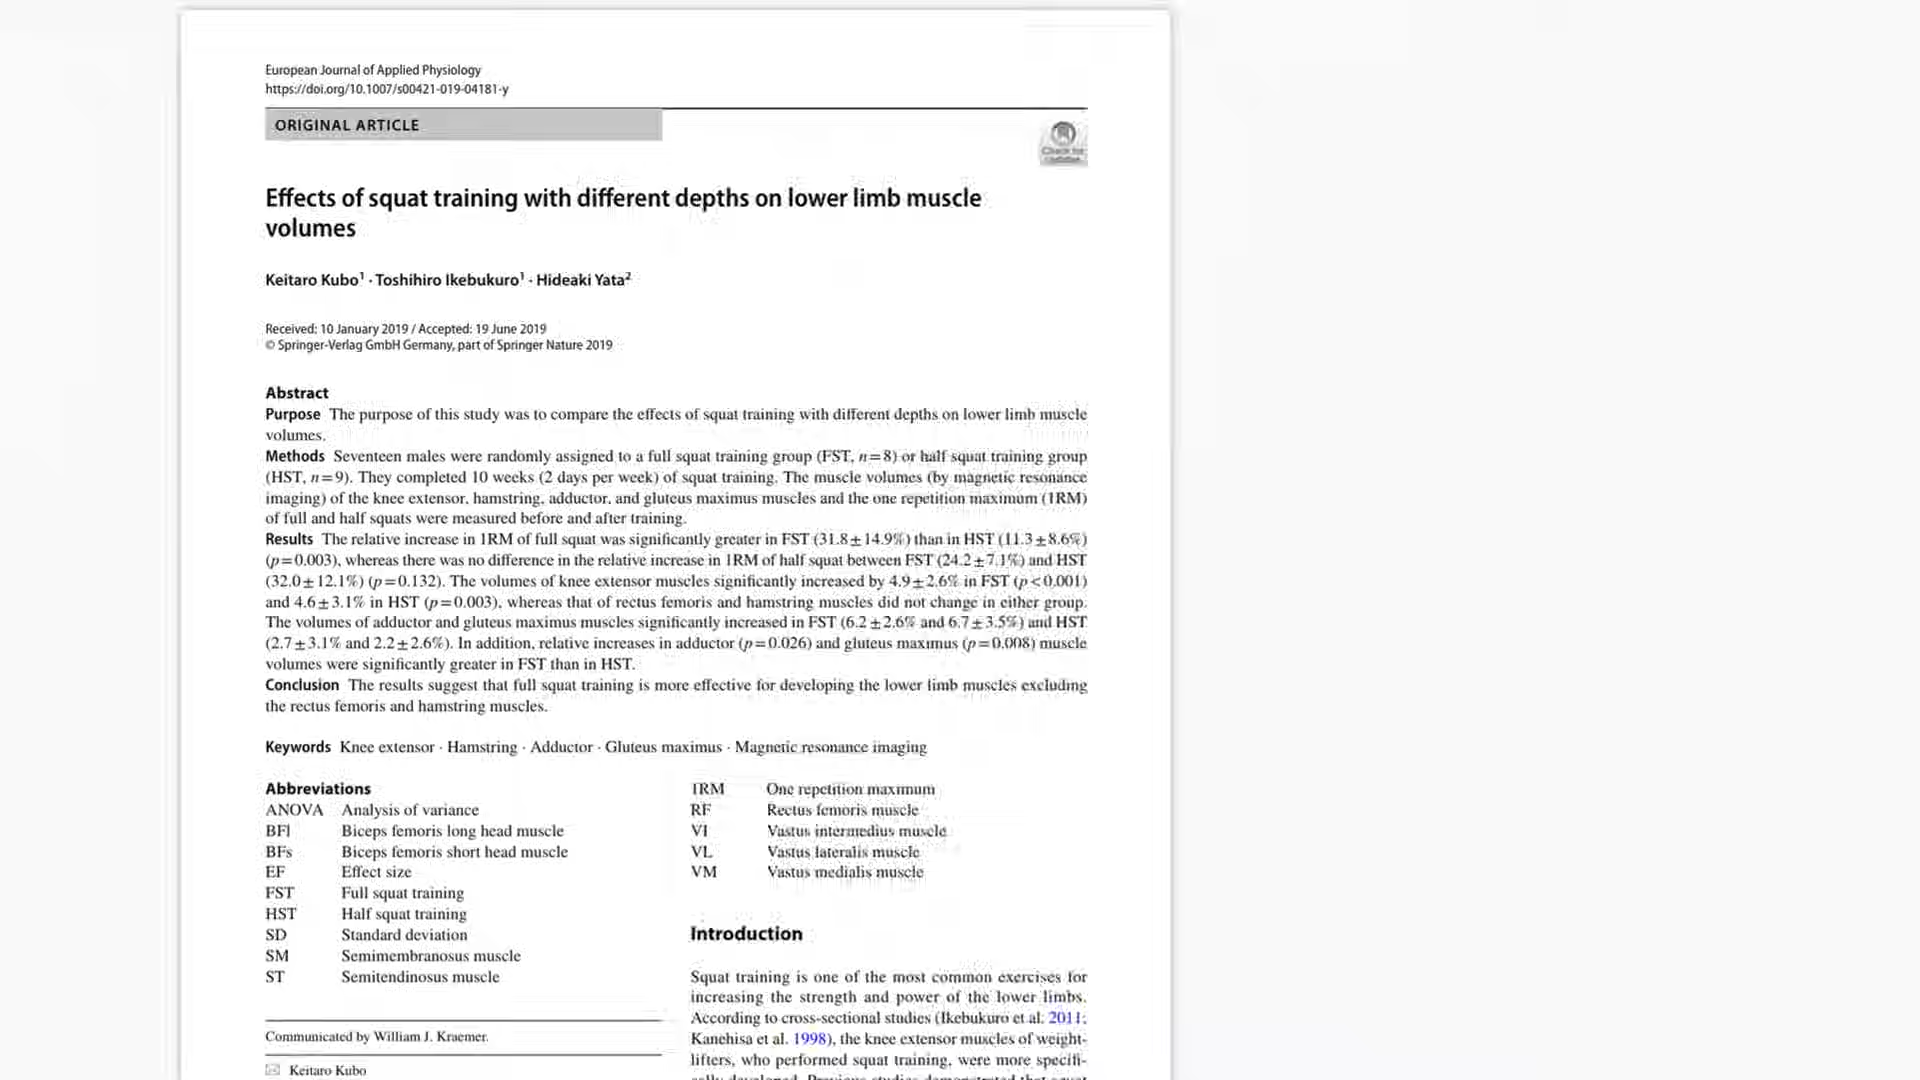 European Journal of Applied Physiology
https://doi.org/10.1007/s00421-019-04181-y
ORIGINAL ARTICLE
Check for
updates
Effects of squat training with different depths on lower limb muscle
volumes
Keitaro Kubo1 · Toshihiro Ikebukuro1 · Hideaki Yata2
Received: 10 January 2019 / Accepted: 19 June 2019
© Springer-Verlag GmbH Germany, part of Springer Nature 2019
Abstract
Purpose The purpose of this study was to compare the effects of squat training with different depths on lower limb muscle
volumes.
Methods Seventeen males were randomly assigned to a full squat training group (FST, n=8) or half squat training group
(HST, n=9). They completed 10 weeks (2 days per week) of squat training. The muscle volumes (by magnetic resonance
imaging) of the knee extensor, hamstring, adductor, and gluteus maximus muscles and the one repetition maximum (1RM)
of full and half squats were measured before and after training.
Results The relative increase in 1RM of full squat was significantly greater in FST (31.8±14.9%) than in HST (11.3±8.6%)
(p=0.003), whereas there was no difference in the relative increase in 1RM of half squat between FST (24.2±7.1%) and HST
(32.0±12.1%) (p=0.132). The volumes of knee extensor muscles significantly increased by 4.9±2.6% in FST (p<0.001)
and 4.6±3.1% in HST (p=0.003), whereas that of rectus femoris and hamstring muscles did not change in either group.
The volumes of adductor and gluteus maximus muscles significantly increased in FST (6.2±2.6% and 6.7±3.5%) and HST
(2.7±3.1% and 2.2±2.6%). In addition, relative increases in adductor (p=0.026) and gluteus maximus (p=0.008) muscle
volumes were significantly greater in FST than in HST.
Conclusion The results suggest that full squat training is more effective for developing the lower limb muscles excluding
the rectus femoris and hamstring muscles.
Keywords Knee extensor · Hamstring · Adductor · Gluteus maximus · Magnetic resonance imaging
Abbreviations
ANOVA Analysis of variance
BFl Biceps femoris long head muscle
BFs Biceps femoris short head muscle
EF Effect size
FST Full squat training
HST Half squat training
SD Standard deviation
SM Semimembranosus muscle
ST Semitendinosus muscle
Communicated by William J. Kraemer.
Keitaro Kubo
1RM One repetition maximum
RF Rectus femoris muscle
VI Vastus intermedius muscle
VL Vastus lateralis muscle
VM Vastus medialis muscle
Introduction
Squat training is one of the most common exercises for
increasing the strength and power of the lower limbs.
According to cross-sectional studies (Ikebukuro et al. 2011;
Kanehisa et al. 1998), the knee extensor muscles of weight-
lifters, who performed squat training, were more specifi-